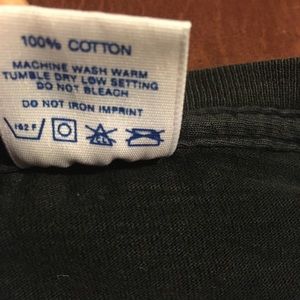 100% COTTON
MACHINE WASH WARM
TUMBLE DRY LOW SETTING
DO NOT BLEACH
DO NOT IRON IMPRINT